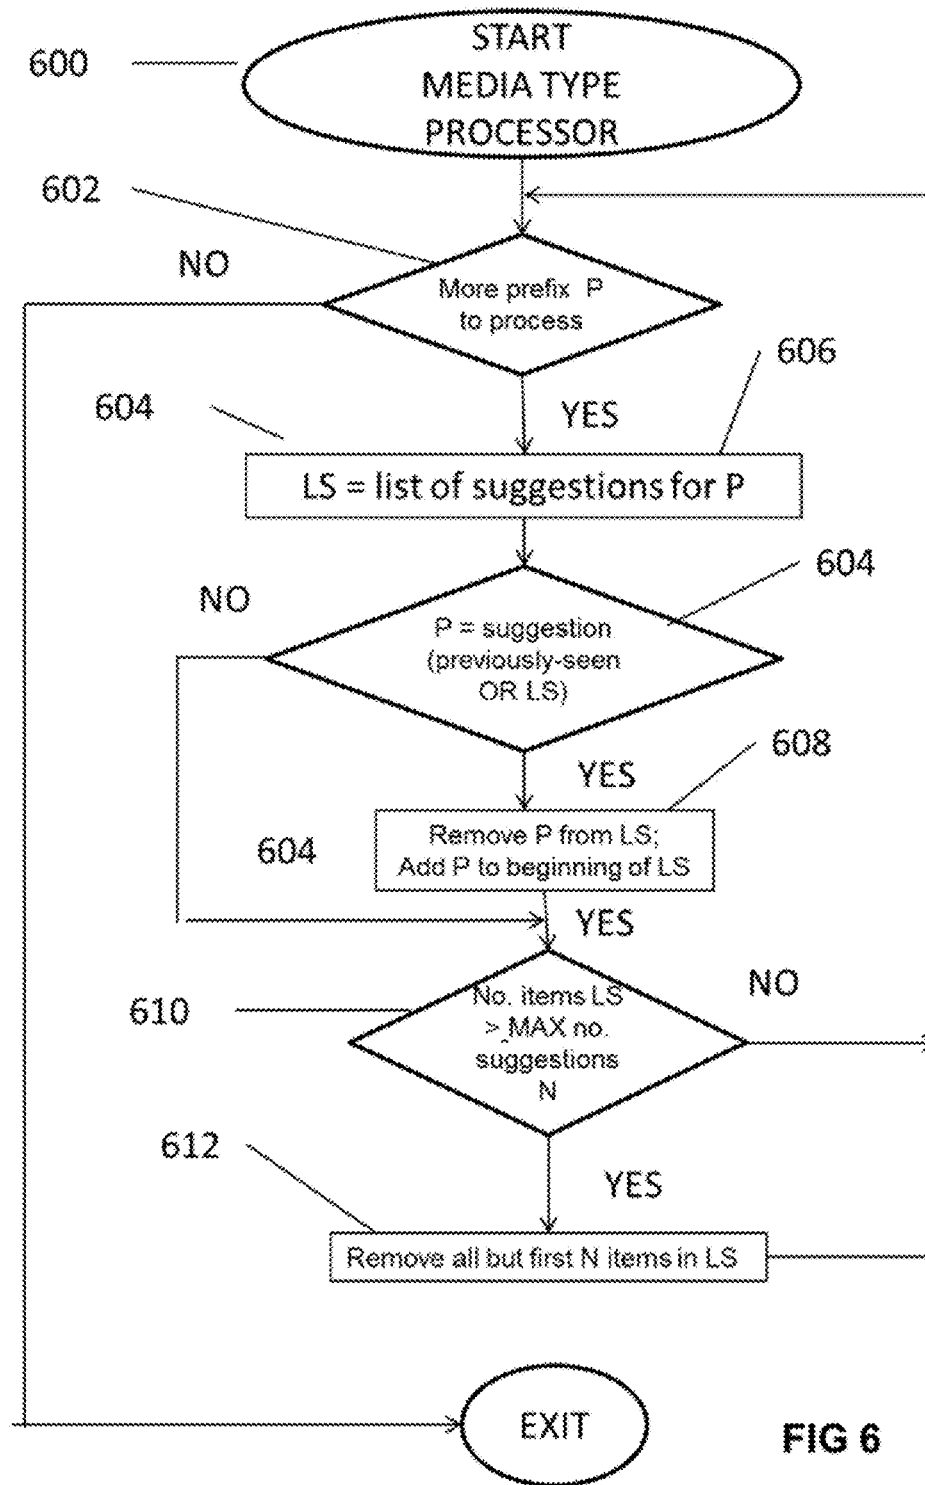 START
MEDIA TYPE
PROCESSOR
600
602
NO
More prefix P
to process
606
604
YES
LS = list of suggestions for P
604
NO
P = suggestion
(previously-seen
OR LS)
608
YES
604
Remove P from LS;
Add P to beginning of LS
YES
610
No. items LS
> MAX no.
suggestions
N
NO
612
YES
Remove all but first N items in LS
EXIT
FIG 6